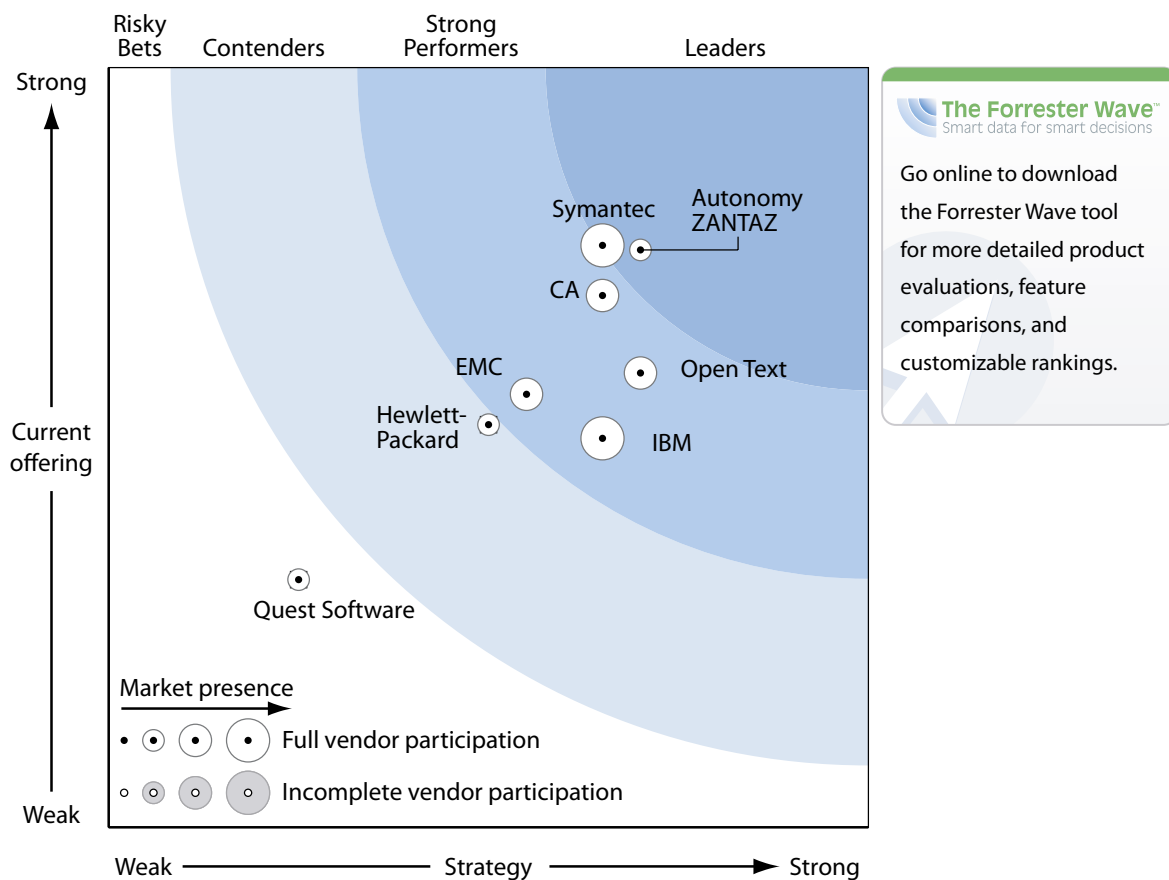 Risky
Bets
Contenders
Strong
Performers
Leaders
Strong
Current
offering
Weak
Symantec
Autonomy
ZANTAZ
CA
EMC
Open Text
Hewlett-
Packard
IBM
Quest Software
Market presence
Full vendor participation
Incomplete vendor participation
Weak
Strategy
Strong
The Forrester Wave™
Smart data for smart decisions
Go online to download
the Forrester Wave tool
for more detailed product
evaluations, feature
comparisons, and
customizable rankings.